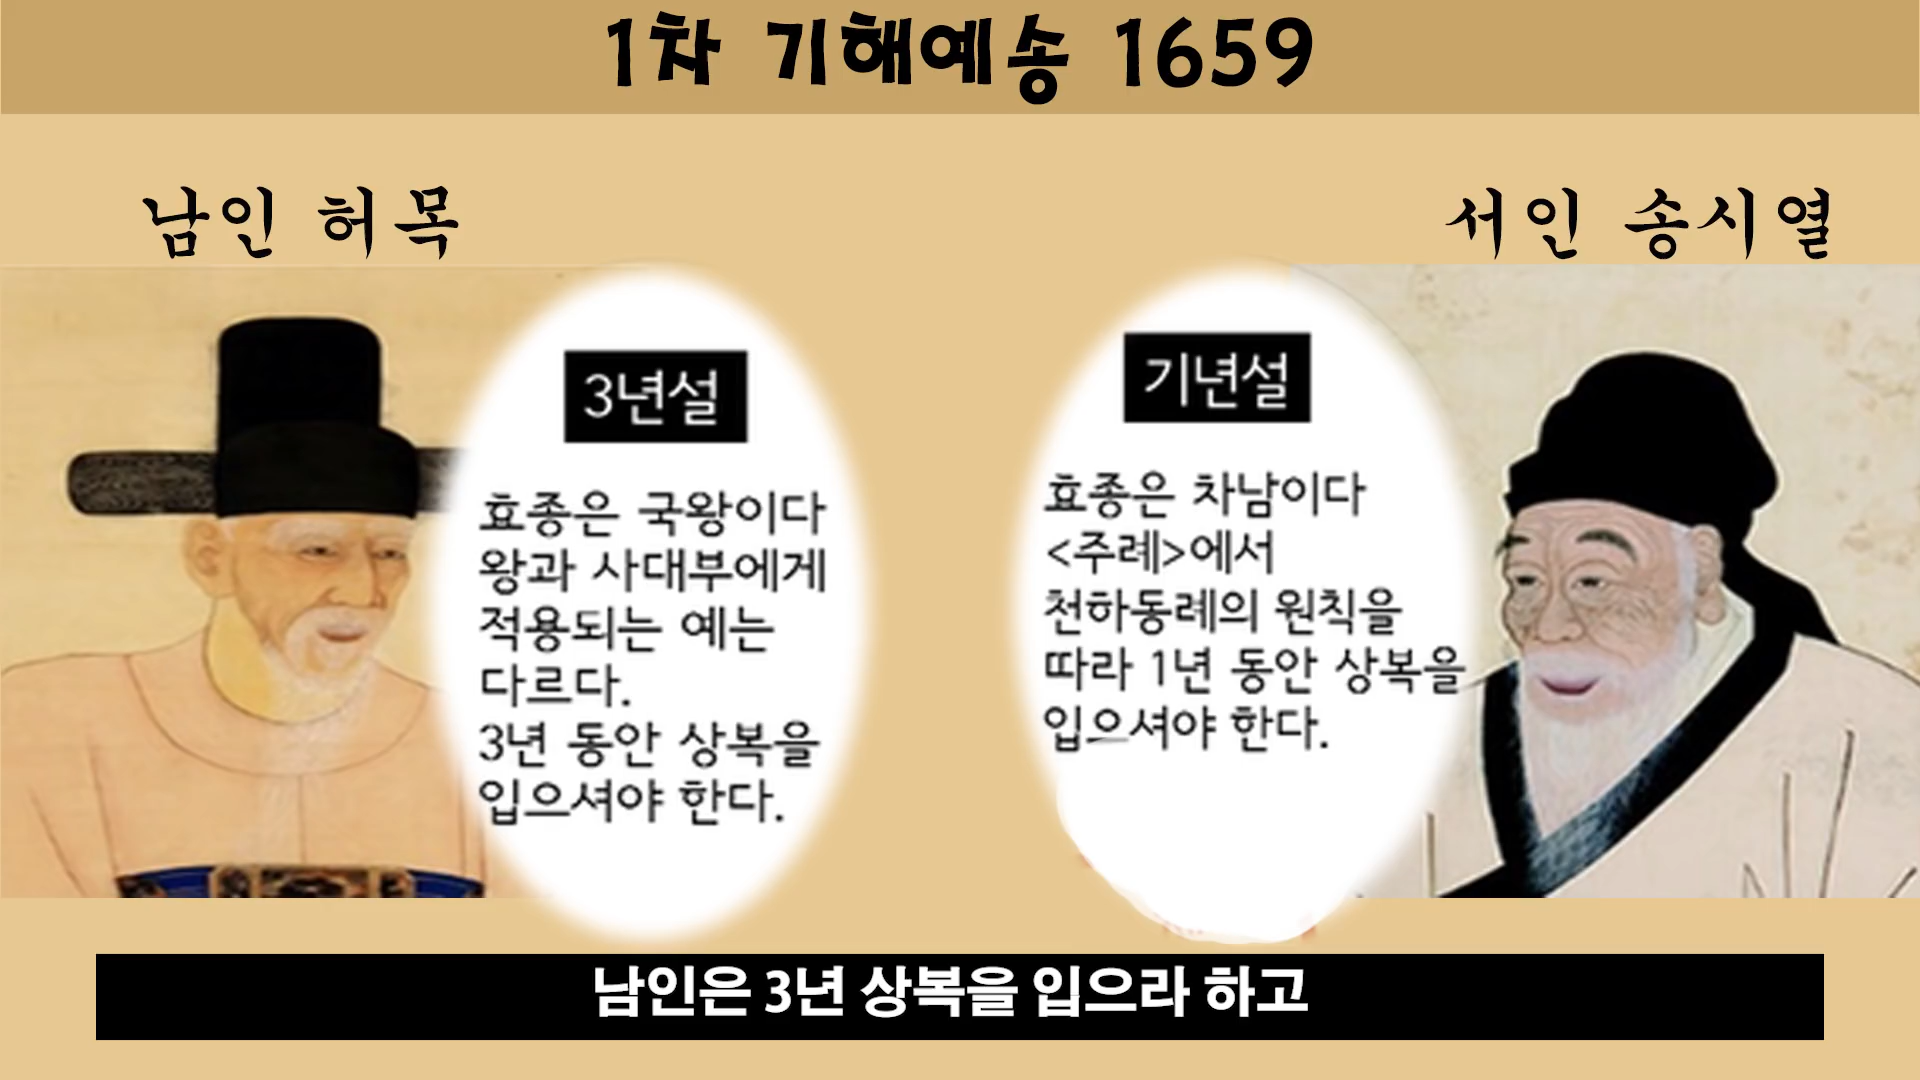 1차 기해예송 1659
남인 허목
서인 송시열
3년설
효종은 국왕이다
왕과 사대부에게
적용되는 예는
다르다.
3년 동안 상복을
입으셔야 한다.
기년설
효종은 차남이다
<주례>에서
천하동례의 원칙을
따라 1년 동안 상복을
입으셔야 한다.
남인은 3년 상복을 입으라 하고